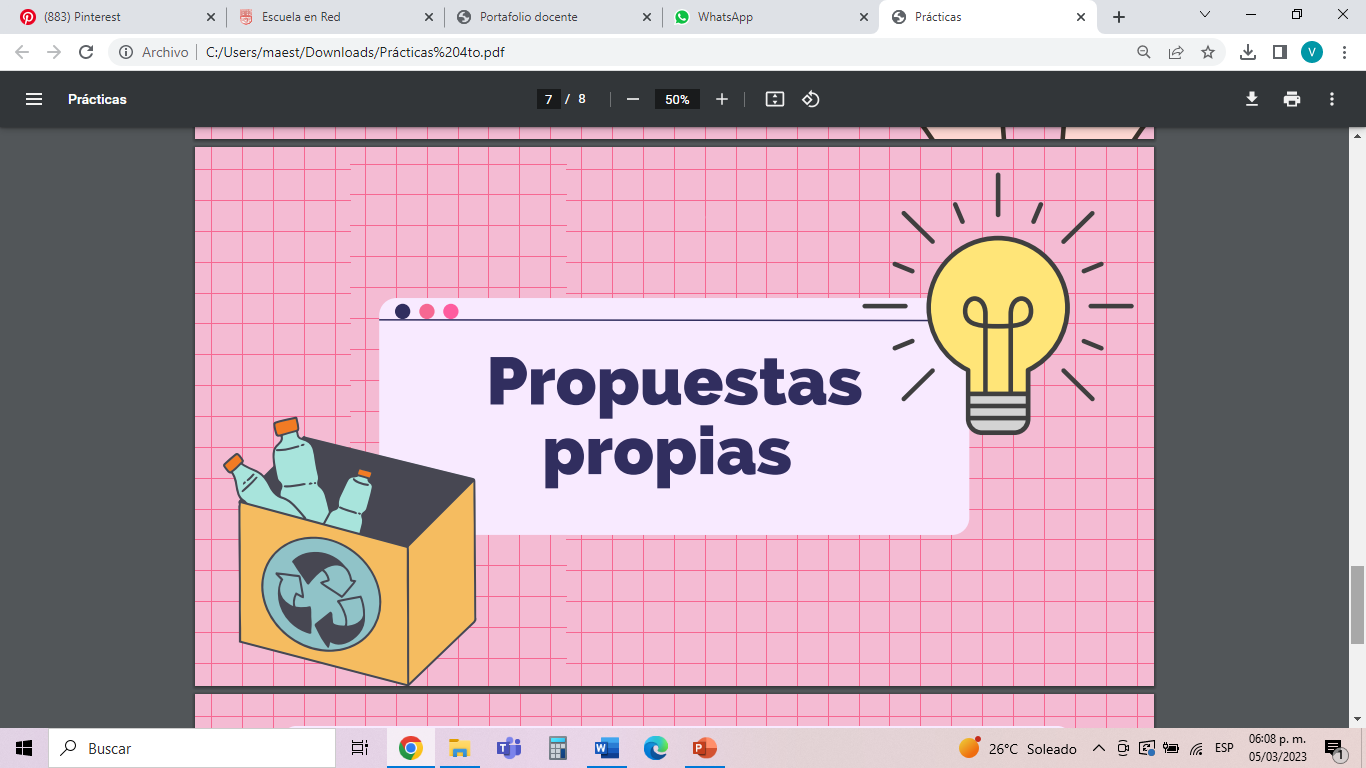 (883) Pinterest
Escuela en Red
Portafolio docente
WhatsApp
Prácticas
Archivo
C:/Users/maest/Downloads/Prácticas%204to.pdf
V
Prácticas
7 / 8
50%
Propuestas
propias
Buscar
26°C Soleado
ESP
06:08 p. m.
05/03/2023
1